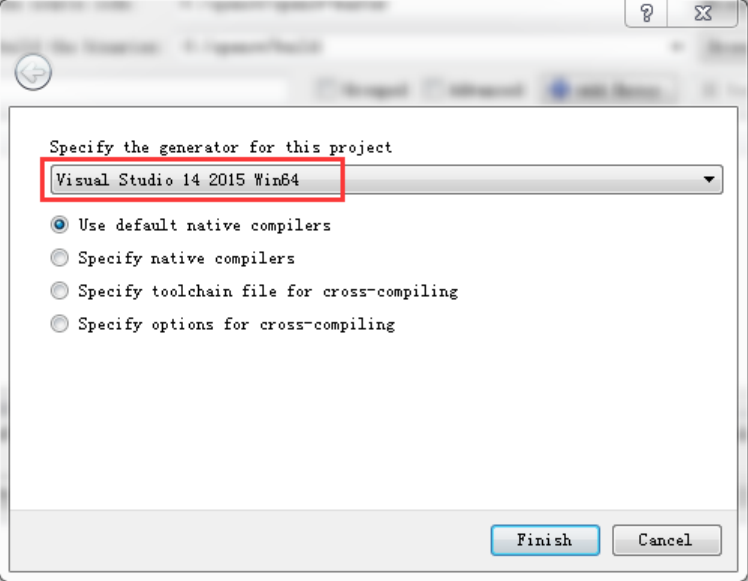 Specify the generator for this project
Visual Studio 14 2015 Win64
Use default native compilers
Specify native compilers
Specify toolchain file for cross-compiling
Specify options for cross-compiling
Finish
Cancel